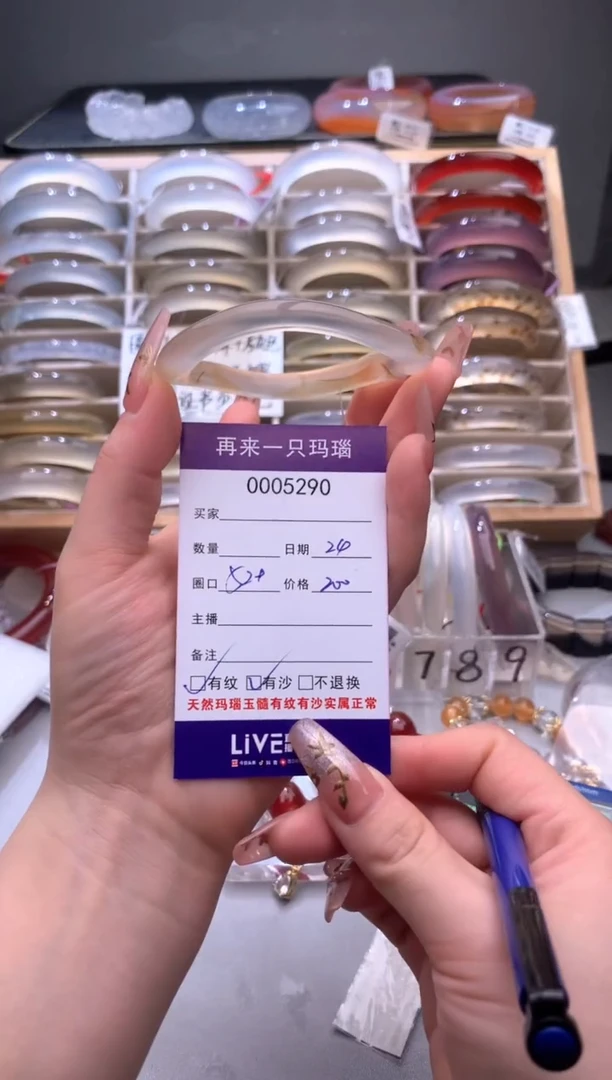 再来一只玛瑙
0005290
买家
数量 日期 24
圈口 52+ 价格 200
主播
备注
有纹 有沙 不退换
天然玛瑙玉髓有纹有沙实属正常
LiVE
7 8 9